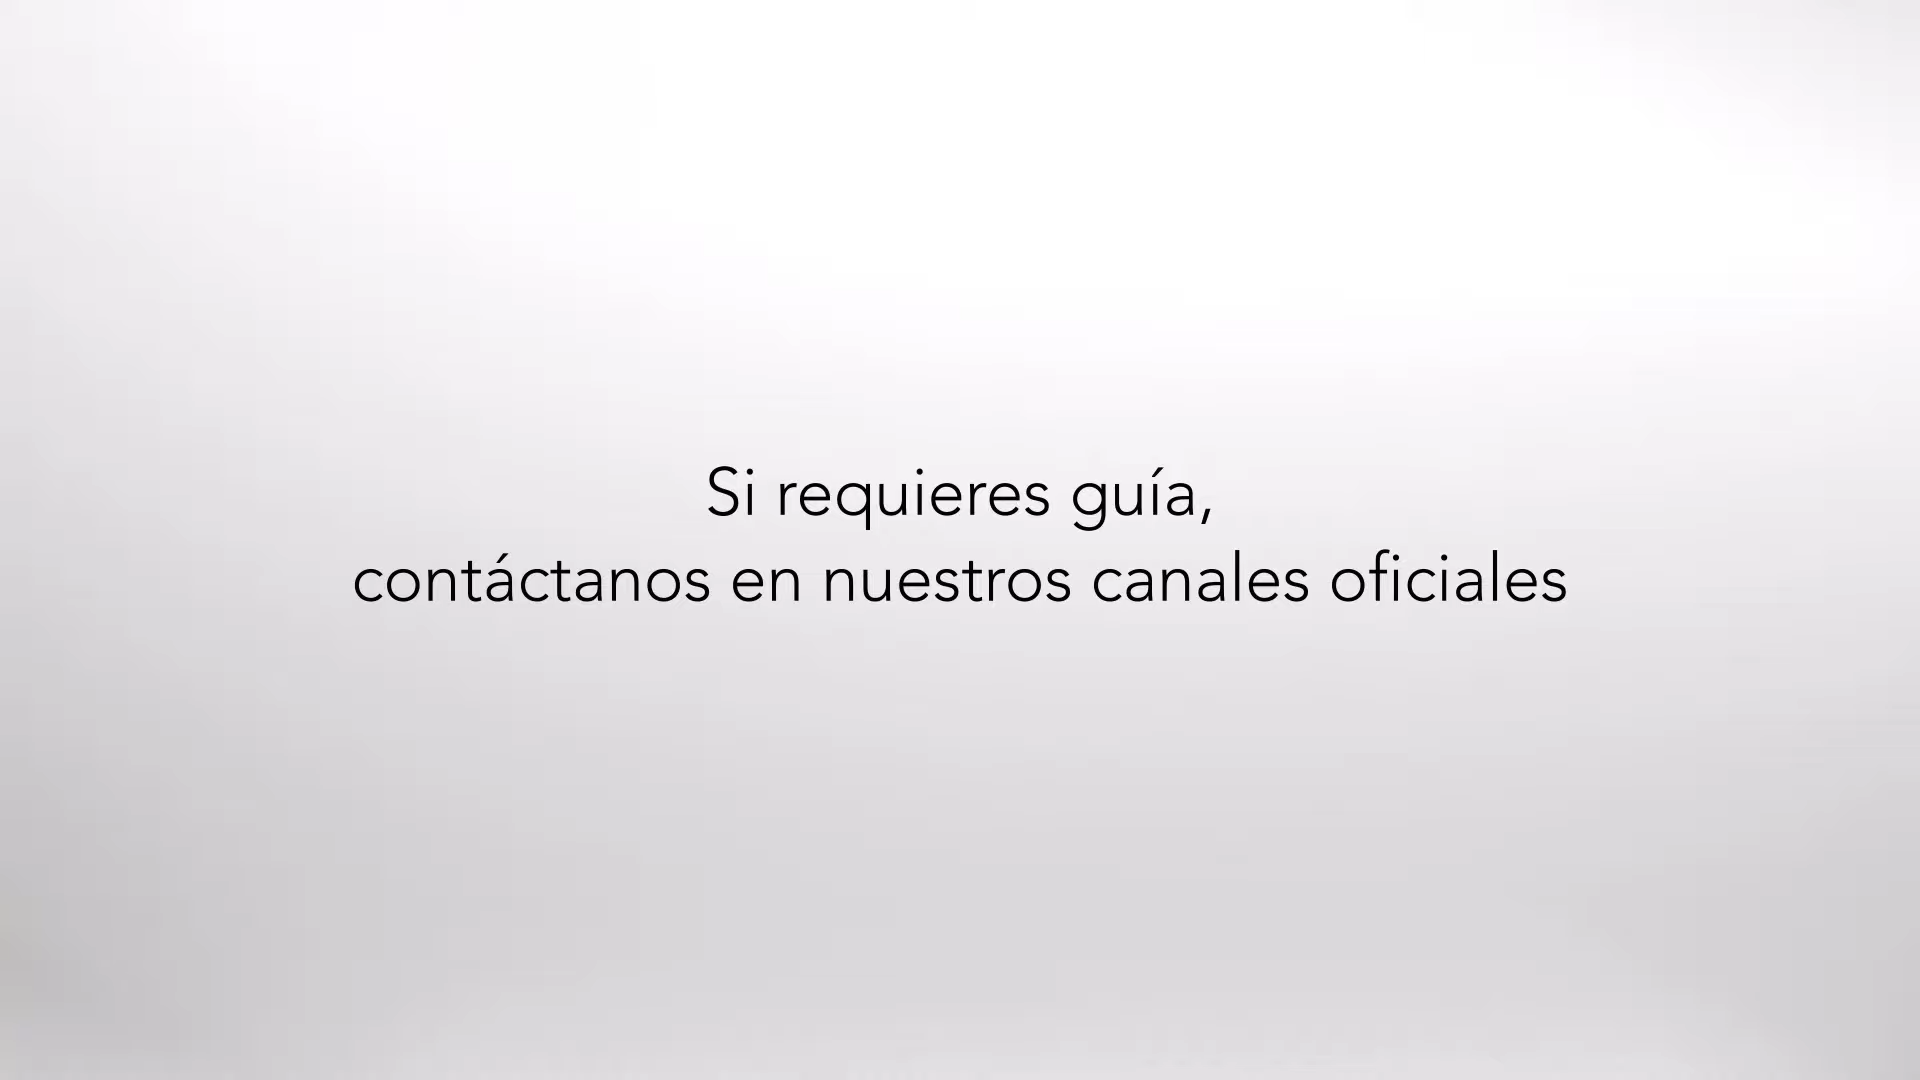 Si requieres guía,
contáctanos en nuestros canales oficiales